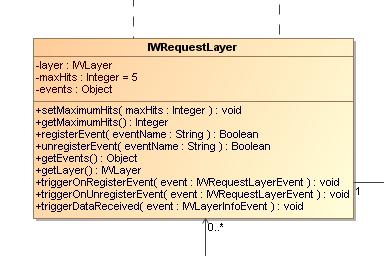 IWRequestLayer
-layer : IWLayer
-maxHits : Integer = 5
-events : Object
+setMaximumHits( maxHits : Integer ) : void
+getMaximumHits() : Integer
+registerEvent( eventName : String ) : Boolean
+unregisterEvent( eventName : String ) : Boolean
+getEvents() : Object
+getLayer() : IWLayer
+triggerOnRegisterEvent( event : IWRequestLayerEvent ) : void
+triggerOnUnregisterEvent( event : IWRequestLayerEvent ) : void
+triggerDataReceived( event : IWLayerInfoEvent ) : void
1
0..*